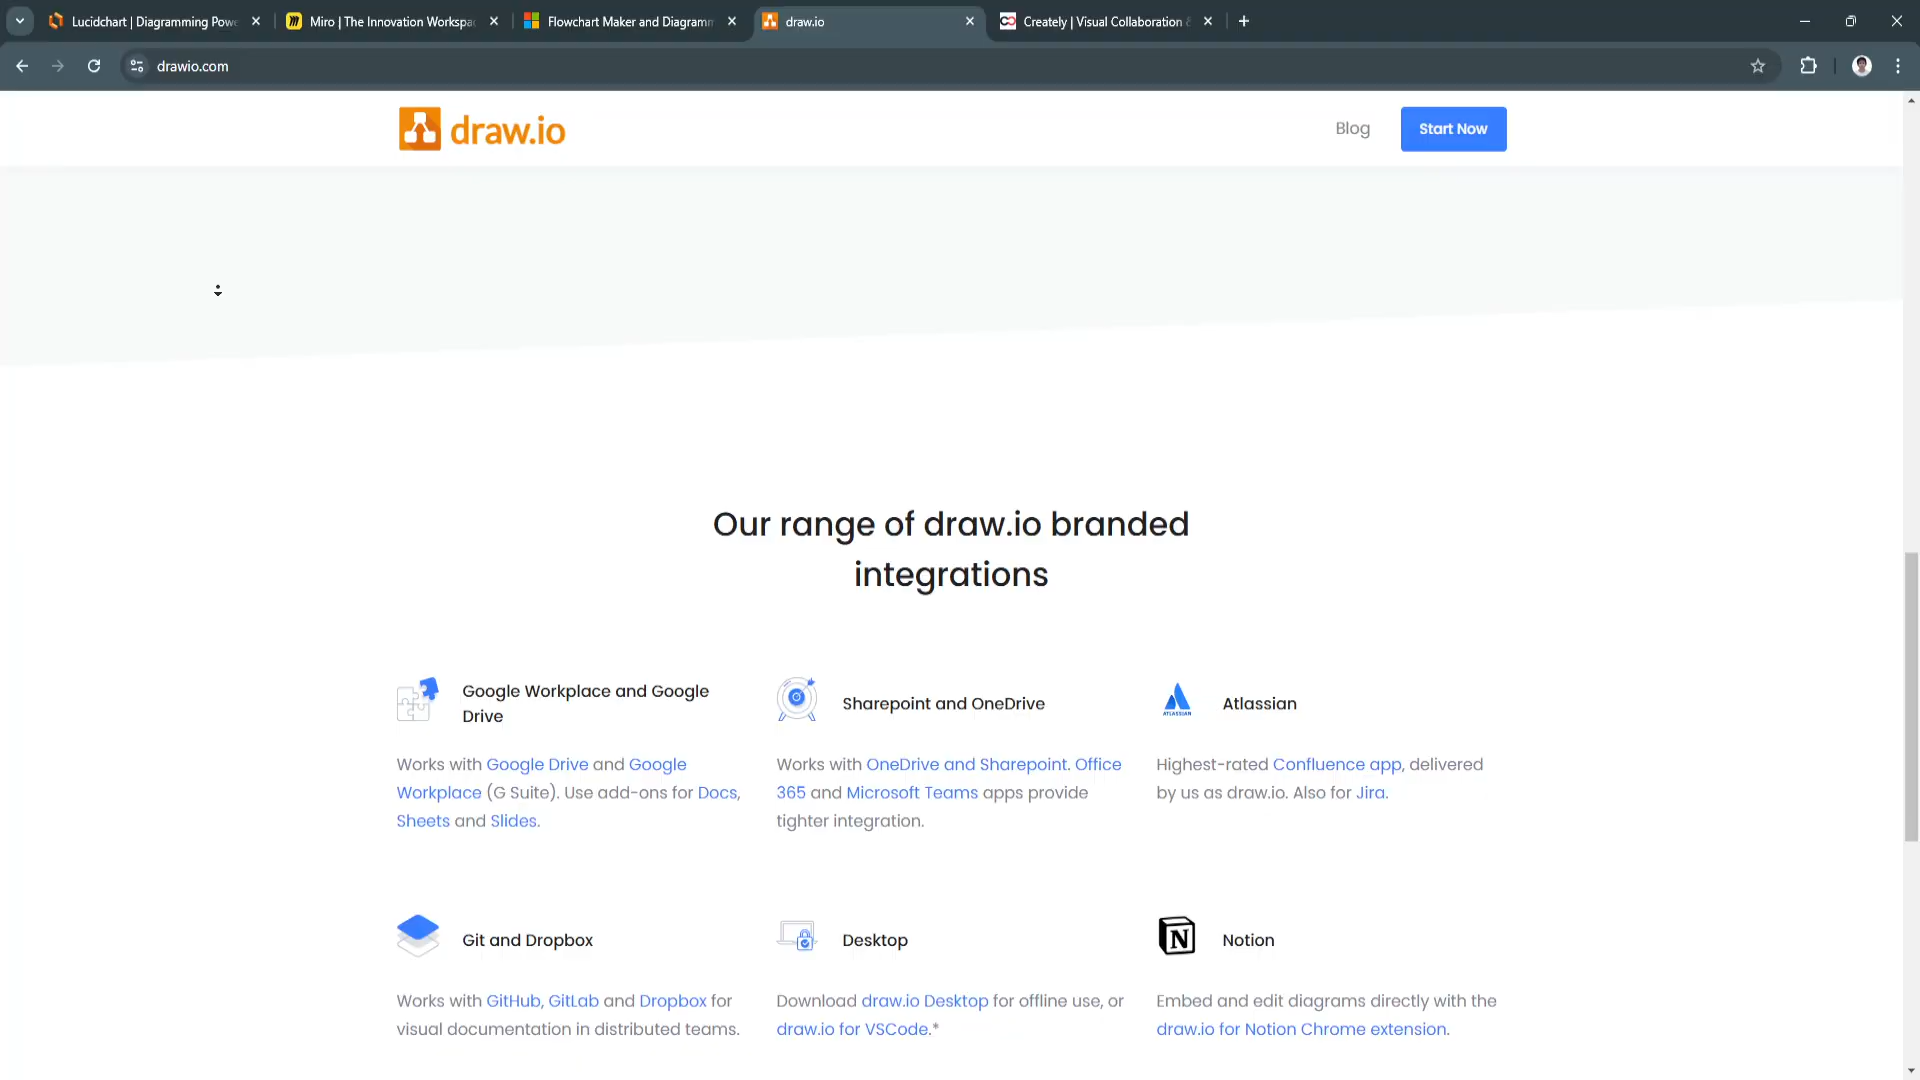 Lucidchart | Diagramming Powe
Miro | The Innovation Workspa
Flowchart Maker and Diagramm
draw.io
Creately | Visual Collaboration &
drawio.com
draw.io
Blog
Start Now
Our range of draw.io branded
integrations
Google Workplace and Google
Drive
Works with Google Drive and Google
Workplace (G Suite). Use add-ons for Docs,
Sheets and Slides.
Sharepoint and OneDrive
Works with OneDrive and Sharepoint. Office
365 and Microsoft Teams apps provide
tighter integration.
ATLASSIAN
Atlassian
Highest-rated Confluence app, delivered
by us as draw.io. Also for Jira.
Git and Dropbox
Works with GitHub, GitLab and Dropbox for
visual documentation in distributed teams.
Desktop
Download draw.io Desktop for offline use, or
draw.io for VSCode.*
N
Notion
Embed and edit diagrams directly with the
draw.io for Notion Chrome extension.